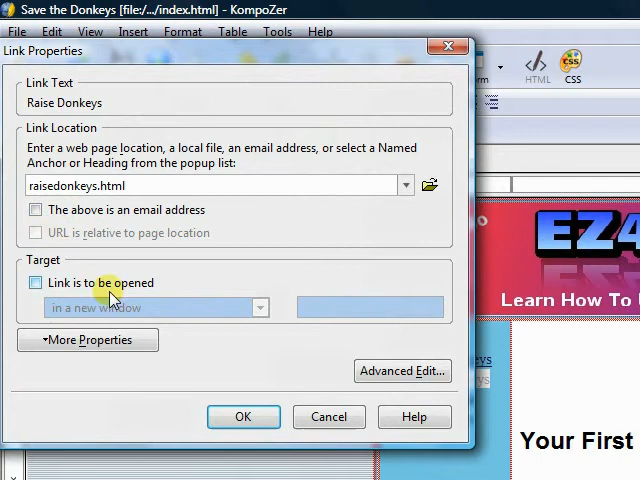 Save the Donkeys [file:/.../index.html] - KompoZer
File Edit View Insert Format Table Tools Help
Link Properties
HTML
CSS
Link Text
Raise Donkeys
Link Location
Enter a web page location, a local file, an email address, or select a Named
Anchor or Heading from the popup list:
raisedonkeys.html
The above is an email address
URL is relative to page location
EZ4
Learn How To
Target
Link is to be opened
in a new window
More Properties
Advanced Edit...
OK Cancel Help
Your First